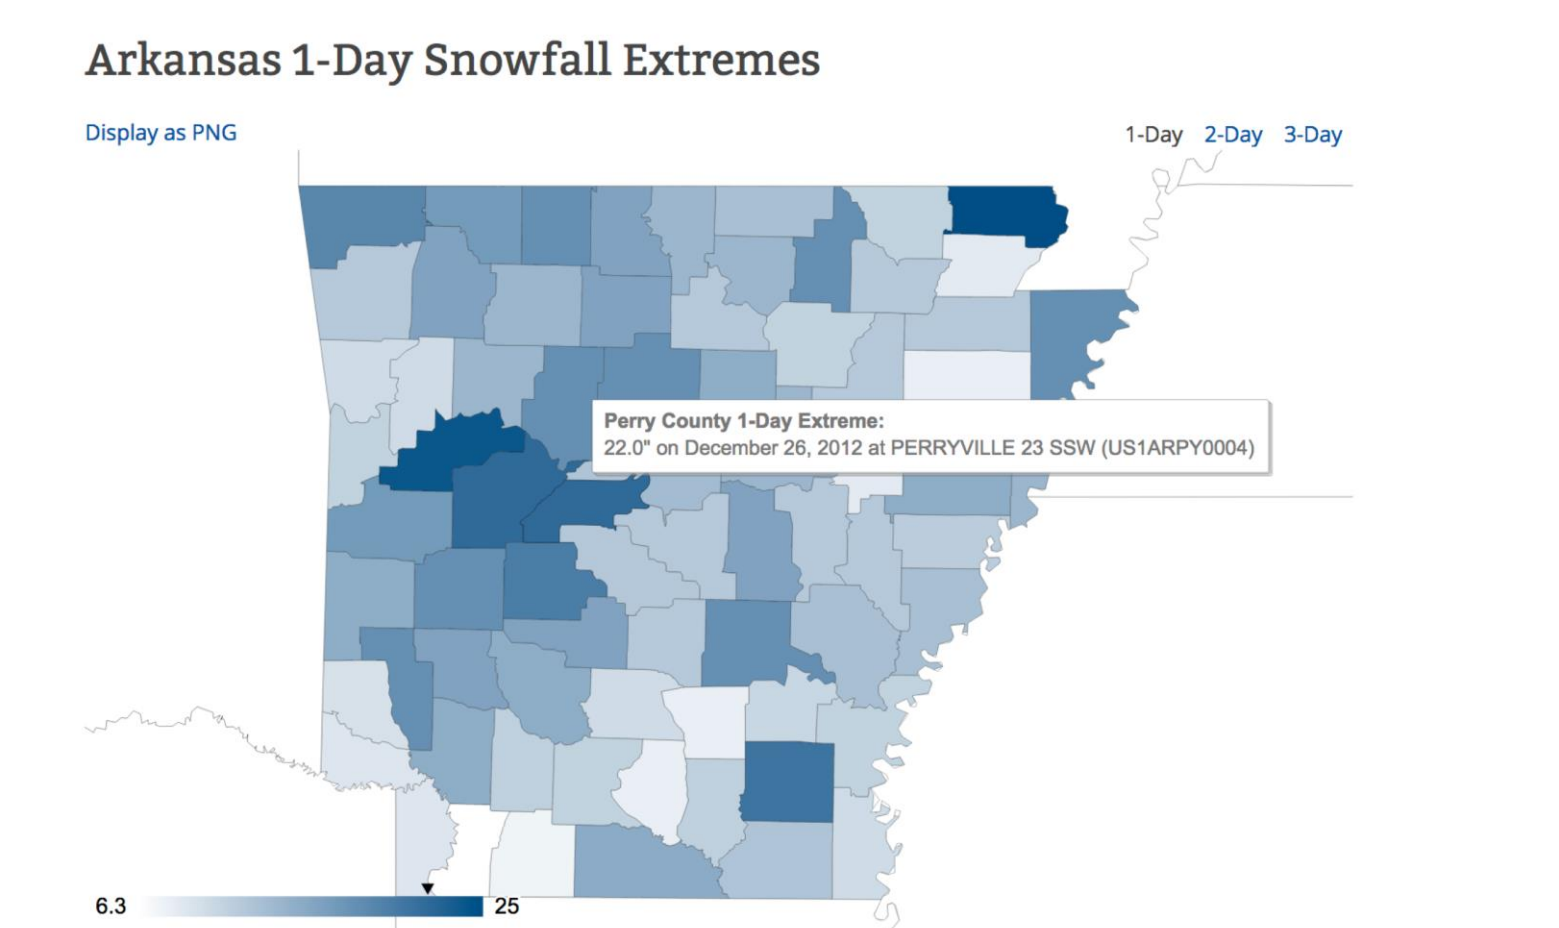 Arkansas 1-Day Snowfall Extremes
Display as PNG
1-Day 2-Day 3-Day
Perry County 1-Day Extreme:
22.0" on December 26, 2012 at PERRYVILLE 23 SSW (US1ARPY0004)
6.3 25